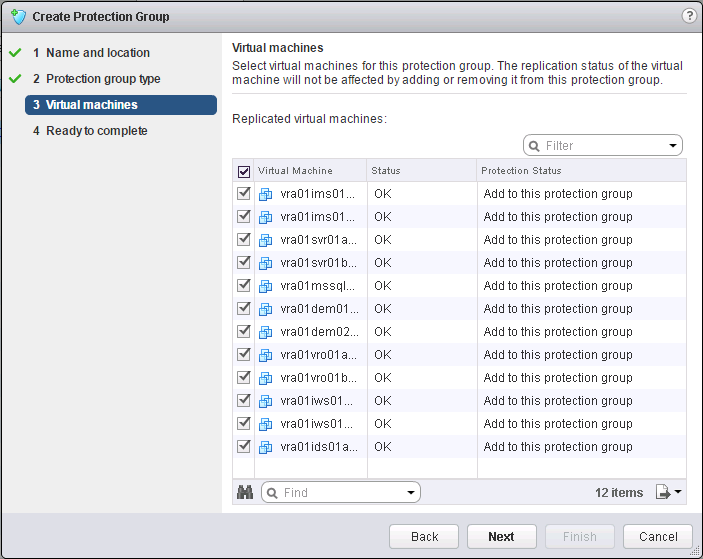 Create Protection Group
?
1 Name and location
2 Protection group type
3 Virtual machines
4 Ready to complete
Virtual machines
Select virtual machines for this protection group. The replication status of the virtual
machine will not be affected by adding or removing it from this protection group.
Replicated virtual machines:
Filter
Virtual Machine Status Protection Status
vra01ims01... OK Add to this protection group
vra01ims01... OK Add to this protection group
vra01svr01a... OK Add to this protection group
vra01svr01b... OK Add to this protection group
vra01mssql... OK Add to this protection group
vra01dem01... OK Add to this protection group
vra01dem02... OK Add to this protection group
vra01vro01a... OK Add to this protection group
vra01vro01b... OK Add to this protection group
vra01iws01... OK Add to this protection group
vra01iws01... OK Add to this protection group
vra01ids01a... OK Add to this protection group
Find 12 items
Back Next Finish Cancel